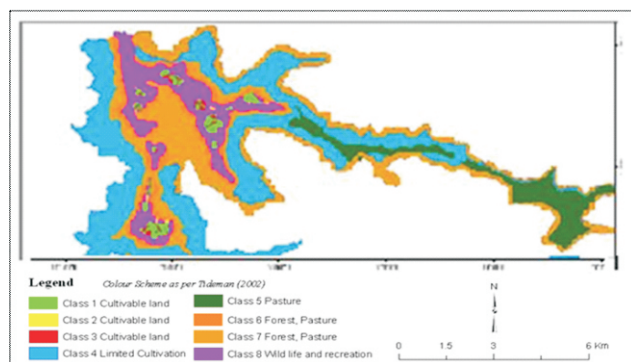 Legend
Colour Scheme as per Tideman (2002)
Class 1 Cultivable land
Class 2 Cultivable land
Class 3 Cultivable land
Class 4 Limited Cultivation
Class 5 Pasture
Class 6 Forest, Pasture
Class 7 Forest, Pasture
Class 8 Wild life and recreation
N
0 1.5 3 6 Km